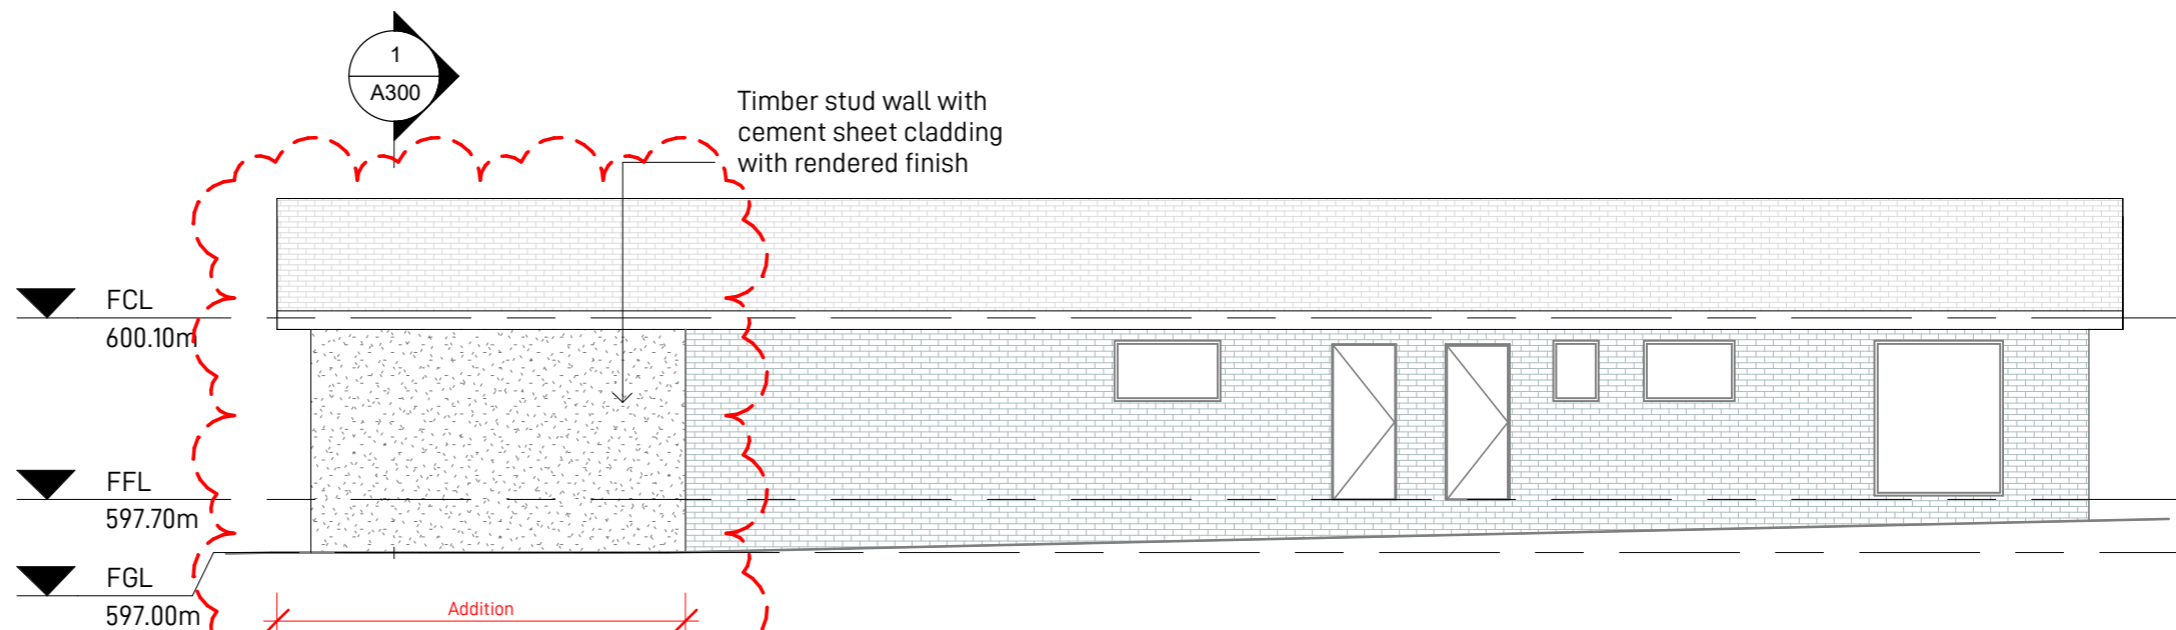 1
A300
Timber stud wall with
cement sheet cladding
with rendered finish
FCL
600.10m
FFL
597.70m
FGL
597.00m
Addition